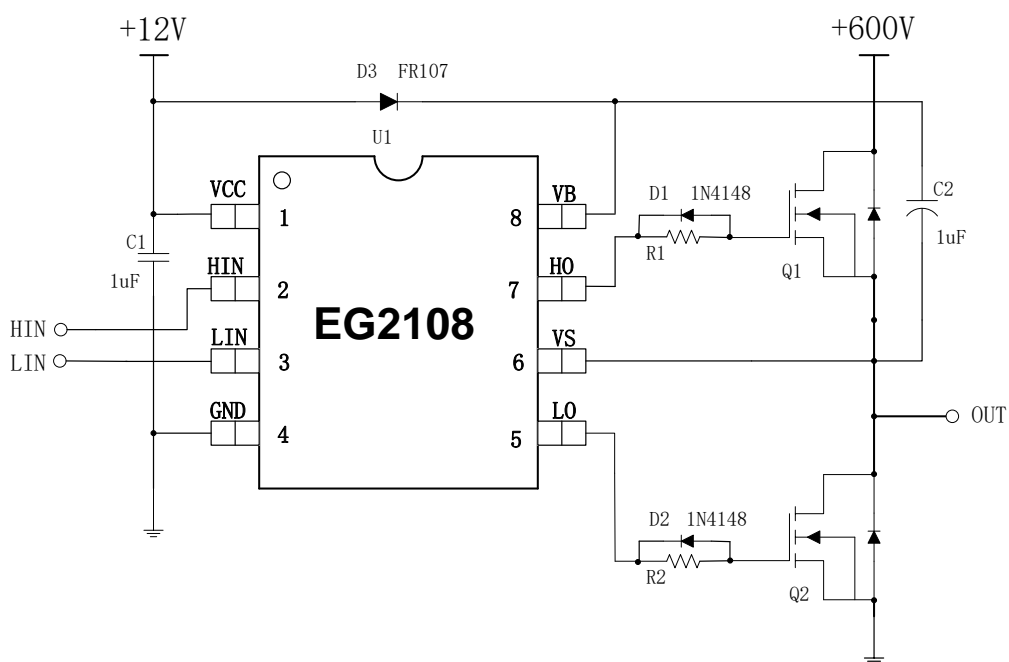 +12V
+600V
D3 FR107
U1
VCC
1
VB
8
D1 1N4148
R1
Q1
C2
1uF
C1
1uF
HIN
2
EG2108
HO
7
HIN
LIN
LIN
3
VS
6
GND
4
LO
5
OUT
D2 1N4148
R2
Q2